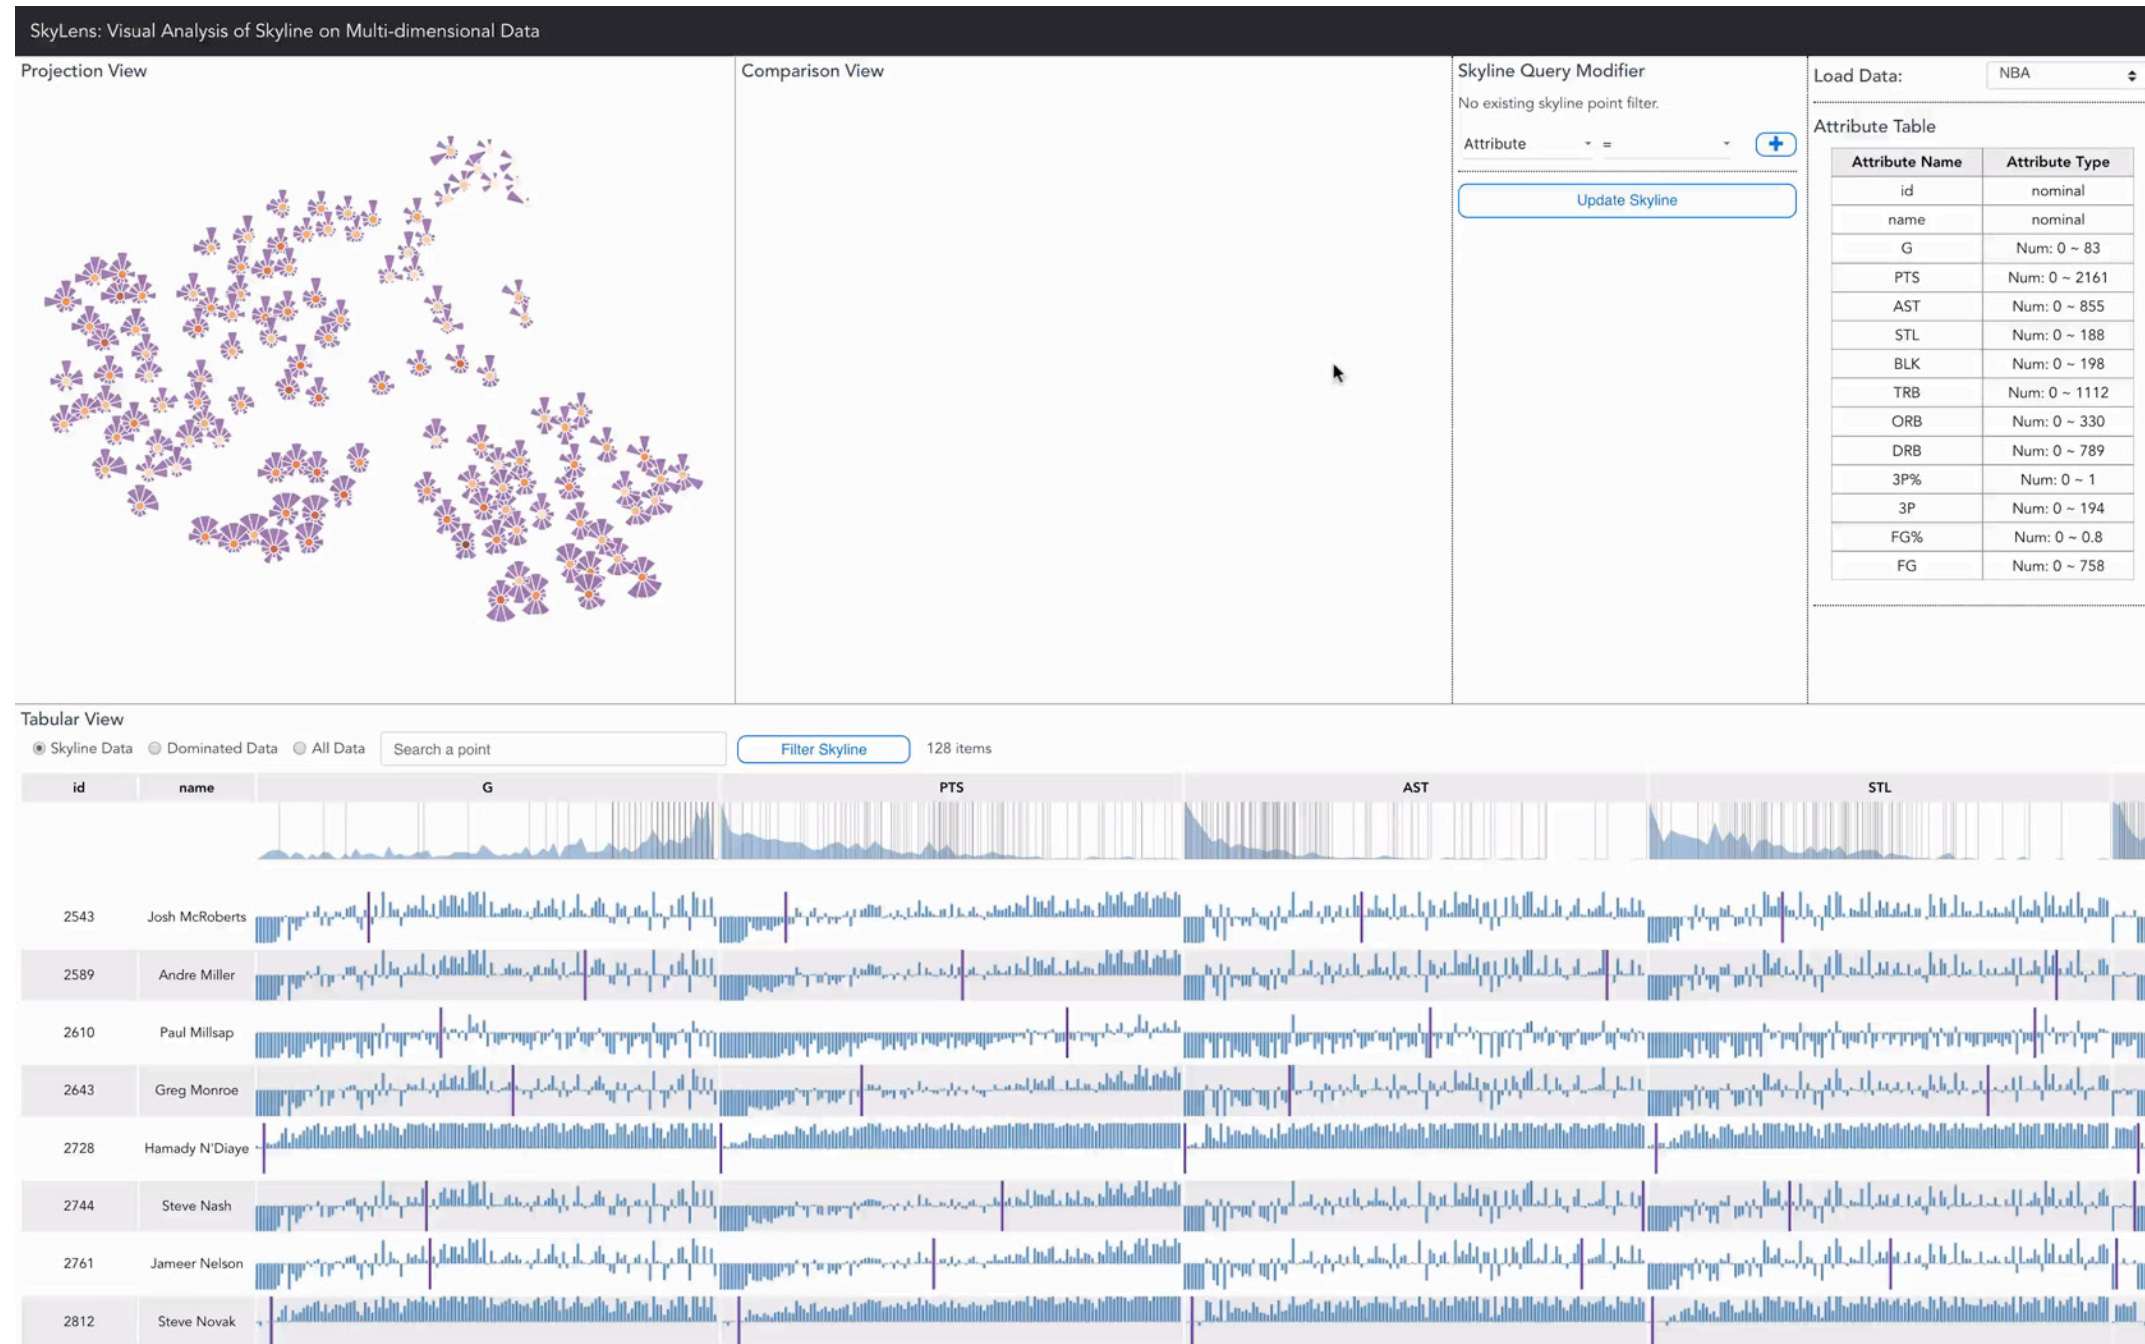 SkyLens: Visual Analysis of Skyline on Multi-dimensional Data
Projection View
Comparison View
Skyline Query Modifier
No existing skyline point filter.
Attribute =
Update Skyline
Load Data: NBA
Attribute Table
Attribute Name Attribute Type
id nominal
name nominal
G Num: 0 ~ 83
PTS Num: 0 ~ 2161
AST Num: 0 ~ 855
STL Num: 0 ~ 188
BLK Num: 0 ~ 198
TRB Num: 0 ~ 1112
ORB Num: 0 ~ 330
DRB Num: 0 ~ 789
3P% Num: 0 ~ 1
3P Num: 0 ~ 194
FG% Num: 0 ~ 0.8
FG Num: 0 ~ 758
Tabular View
Skyline Data Dominated Data All Data Search a point Filter Skyline 128 items
id name G PTS AST STL
2543 Josh McRoberts
2589 Andre Miller
2610 Paul Millsap
2643 Greg Monroe
2728 Hamady N'Diaye
2744 Steve Nash
2761 Jameer Nelson
2812 Steve Novak